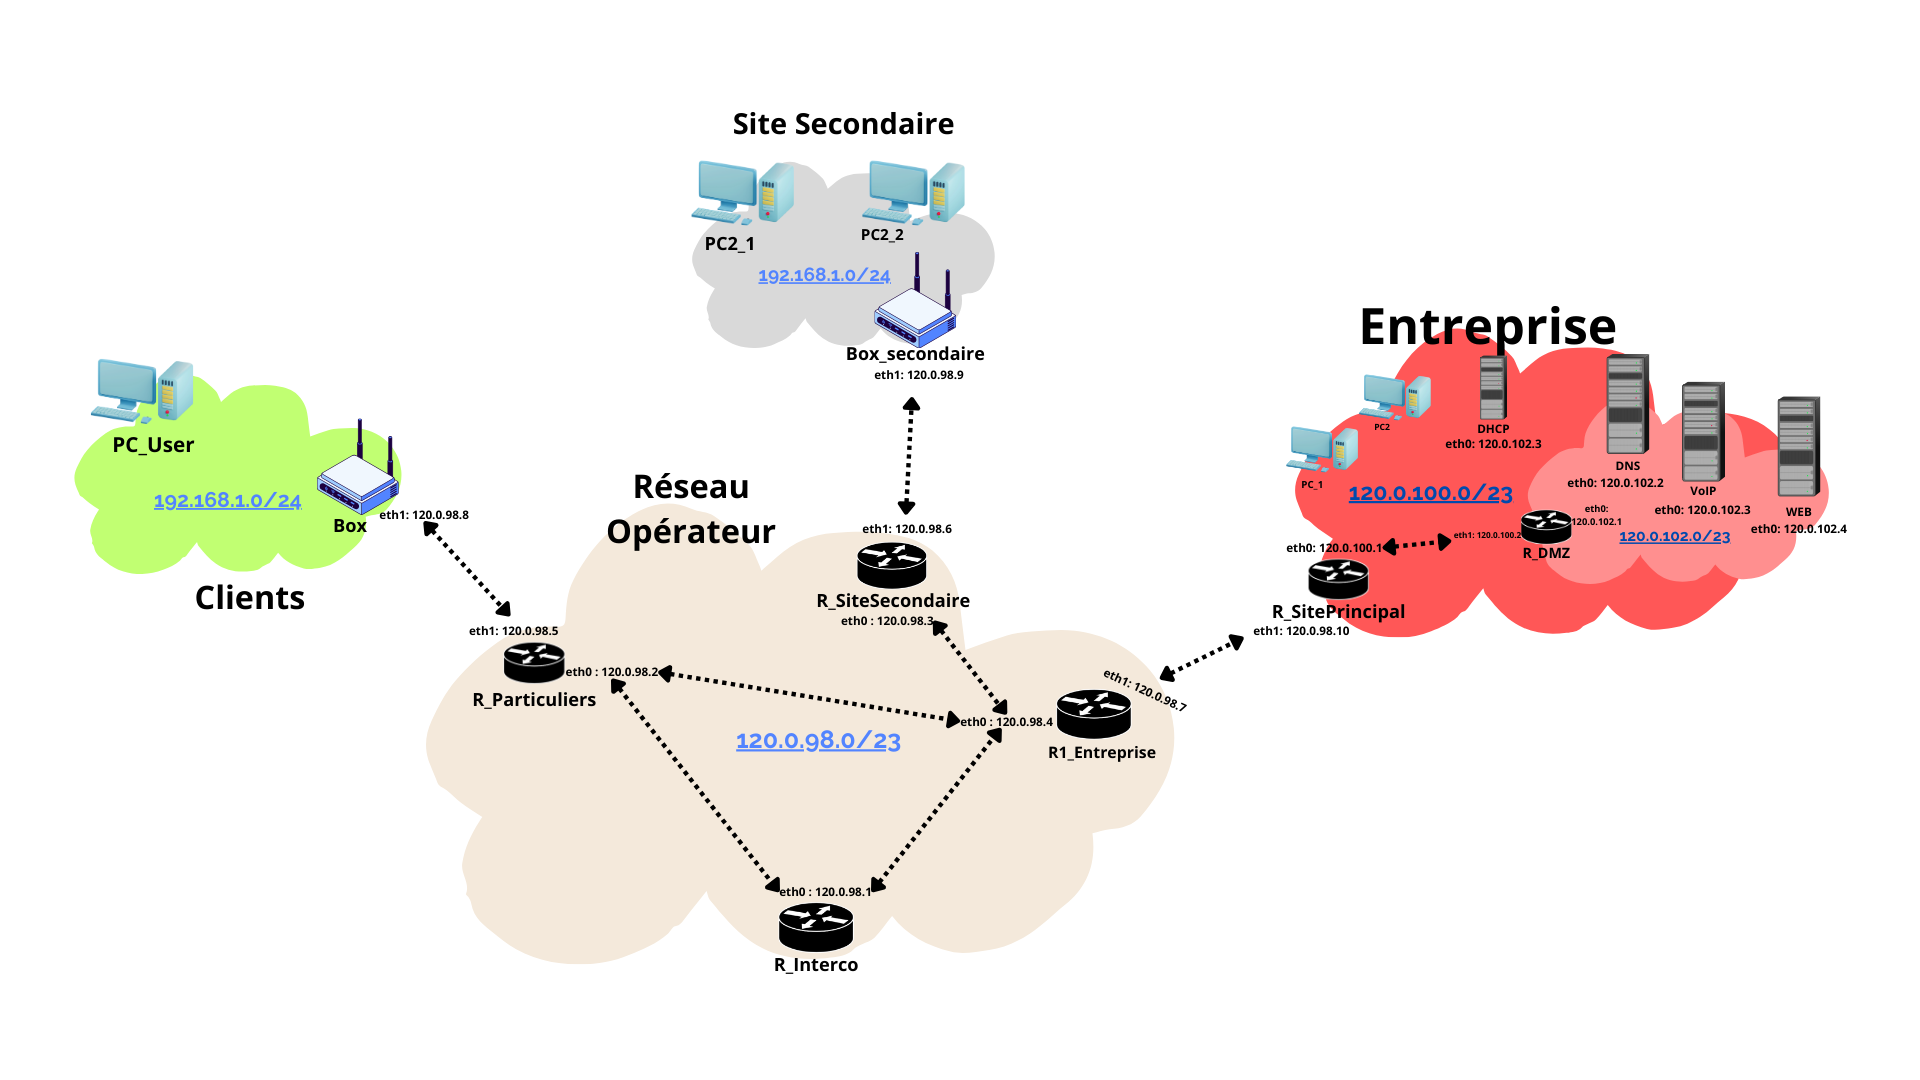 Site Secondaire
PC2_1
PC2_2
192.168.1.0/24
Box_secondaire
eth1: 120.0.98.9
Entreprise
PC2
PC_1
DHCP
eth0: 120.0.102.3
DNS
eth0: 120.0.102.2
VoIP
eth0: 120.0.102.3
WEB
eth0: 120.0.102.4
120.0.100.0/23
eth0:
120.0.102.1
120.0.102.0/23
eth1: 120.0.100.2
R_DMZ
eth0: 120.0.100.1
R_SitePrincipal
eth1: 120.0.98.10
PC_User
192.168.1.0/24
Box
eth1: 120.0.98.8
Clients
Réseau
Opérateur
eth1: 120.0.98.6
R_SiteSecondaire
eth0 : 120.0.98.3
eth1: 120.0.98.5
eth0 : 120.0.98.2
R_Particuliers
eth1: 120.0.98.7
eth0 : 120.0.98.4
R1_Entreprise
120.0.98.0/23
eth0 : 120.0.98.1
R_Interco